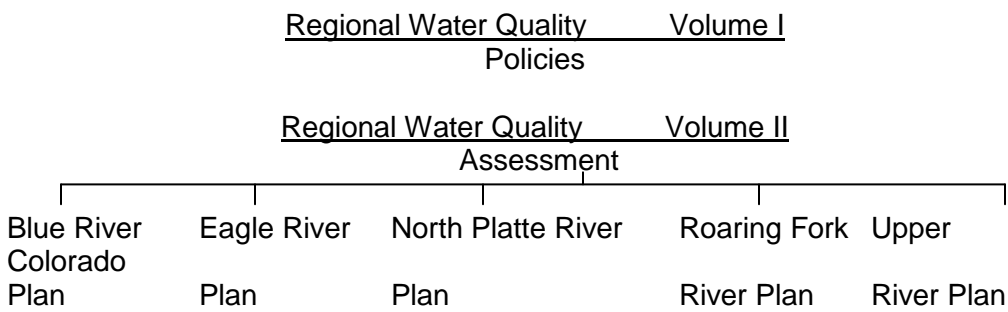 Regional Water Quality Volume I
Policies
Regional Water Quality Volume II
Assessment
Blue River Eagle River North Platte River Roaring Fork Upper
Colorado
Plan Plan Plan River Plan River Plan